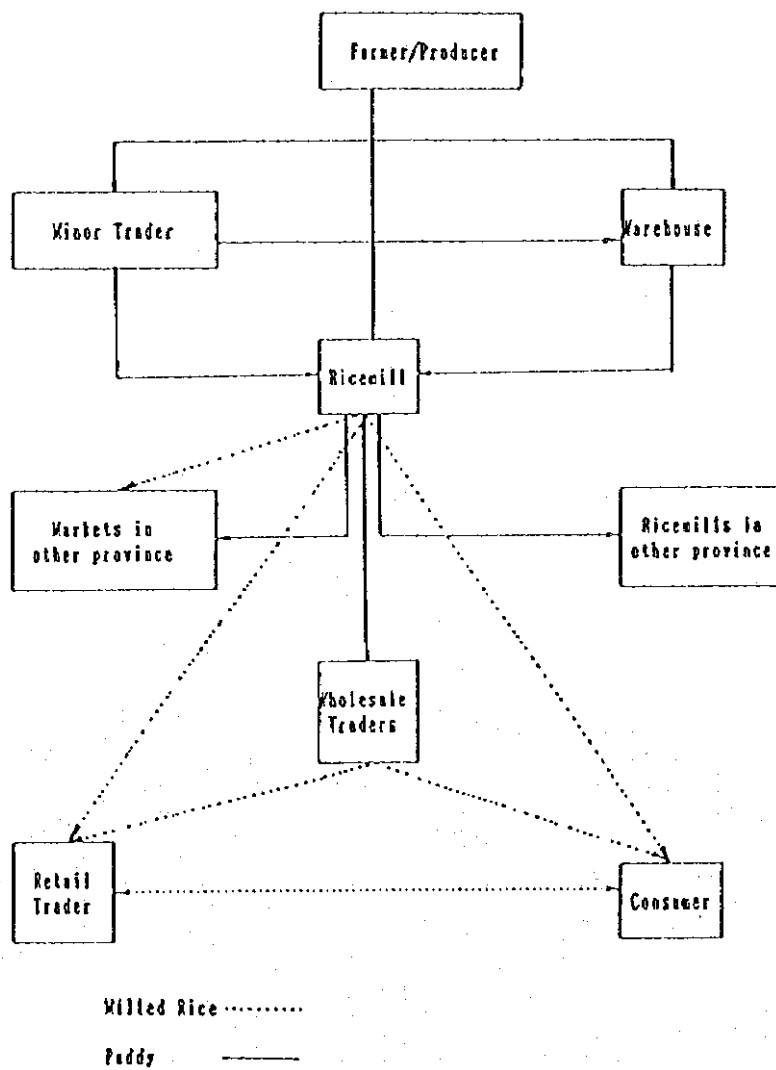 Farmer/Producer
Minor Trader
Warehouse
Ricemill
Markets in
other province
Ricemills in
other province
Wholesale
Traders
Retail
Trader
Consumer
Milled Rice
Paddy